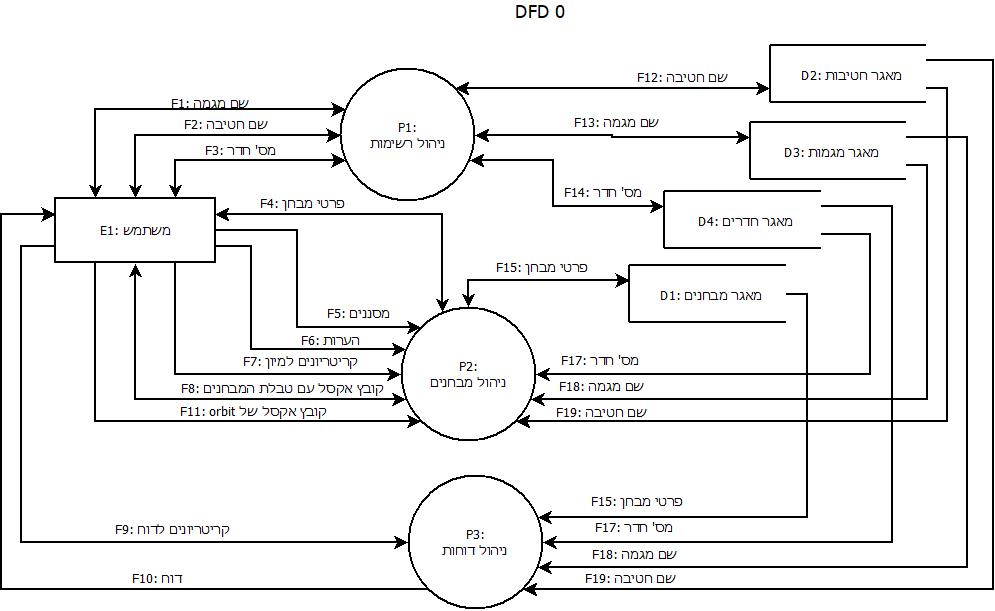 DFD 0
D2: מאגר חטיבות
F12: שם חטיבה
F1: שם מגמה
P1:
ניהול רשימות
F2: שם חטיבה
F13: שם מגמה
F3: מס' חדר
D3: מאגר מגמות
F14: מס' חדר
F4: פרטי מבחן
D4: מאגר חדרים
E1: משתמש
F15: פרטי מבחן
D1: מאגר מבחנים
F5: מסננים
F6: הערות
F7: קריטריונים למיון
P2:
ניהול מבחנים
F17: מס' חדר
F8: קובץ אקסל עם טבלת המבחנים
F18: שם מגמה
F11: orbit קובץ אקסל של
F19: שם חטיבה
F15: פרטי מבחן
F9: קריטריונים לדוח
P3:
ניהול דוחות
F17: מס' חדר
F18: שם מגמה
F10: דוח
F19: שם חטיבה